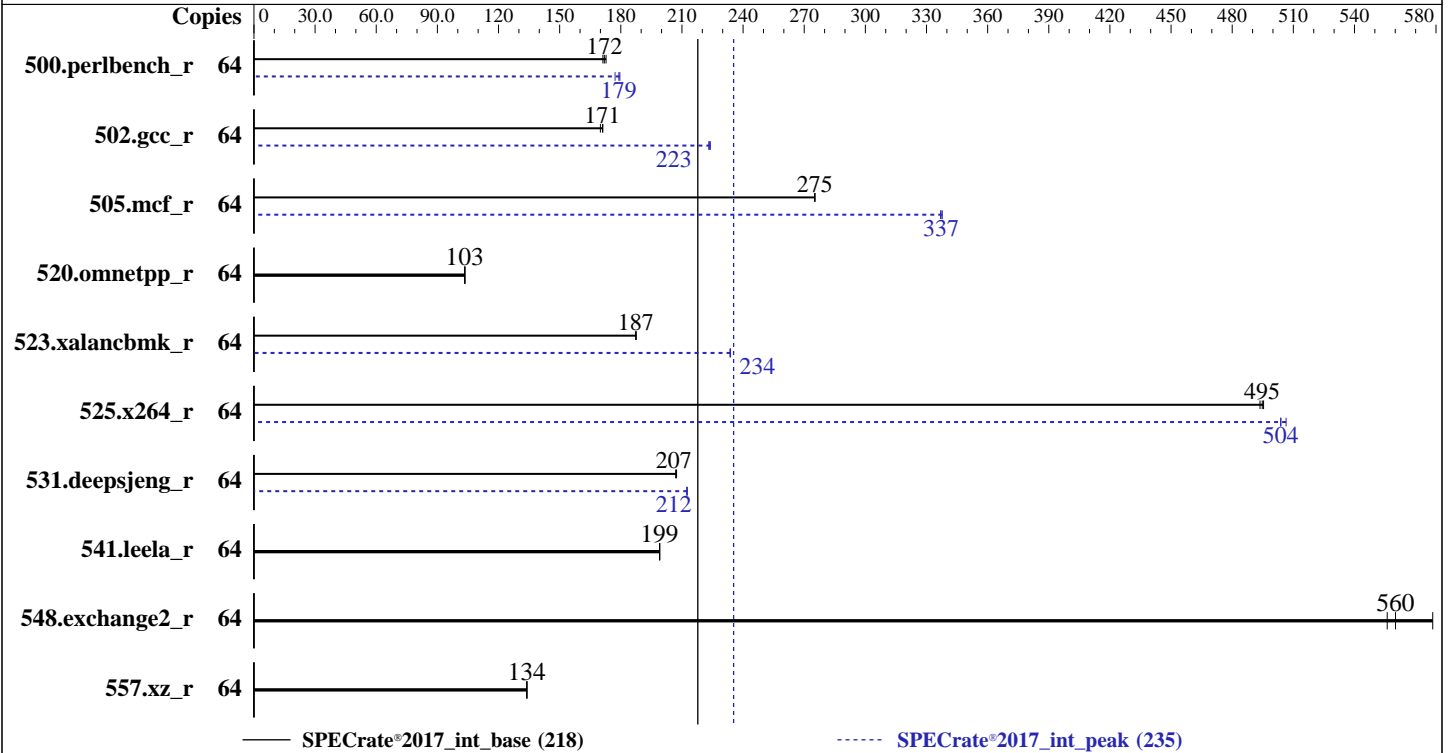 Copies 0 30.0 60.0 90.0 120 150 180 210 240 270 300 330 360 390 420 450 480 510 540 580
500.perlbench_r 64 172
179
502.gcc_r 64 171
223
505.mcf_r 64 275
337
520.omnetpp_r 64 103
523.xalancbmk_r 64 187
234
525.x264_r 64 495
504
531.deepsjeng_r 64 207
212
541.leela_r 64 199
548.exchange2_r 64 560
557.xz_r 64 134
SPECrate®2017_int_base (218) SPECrate®2017_int_peak (235)